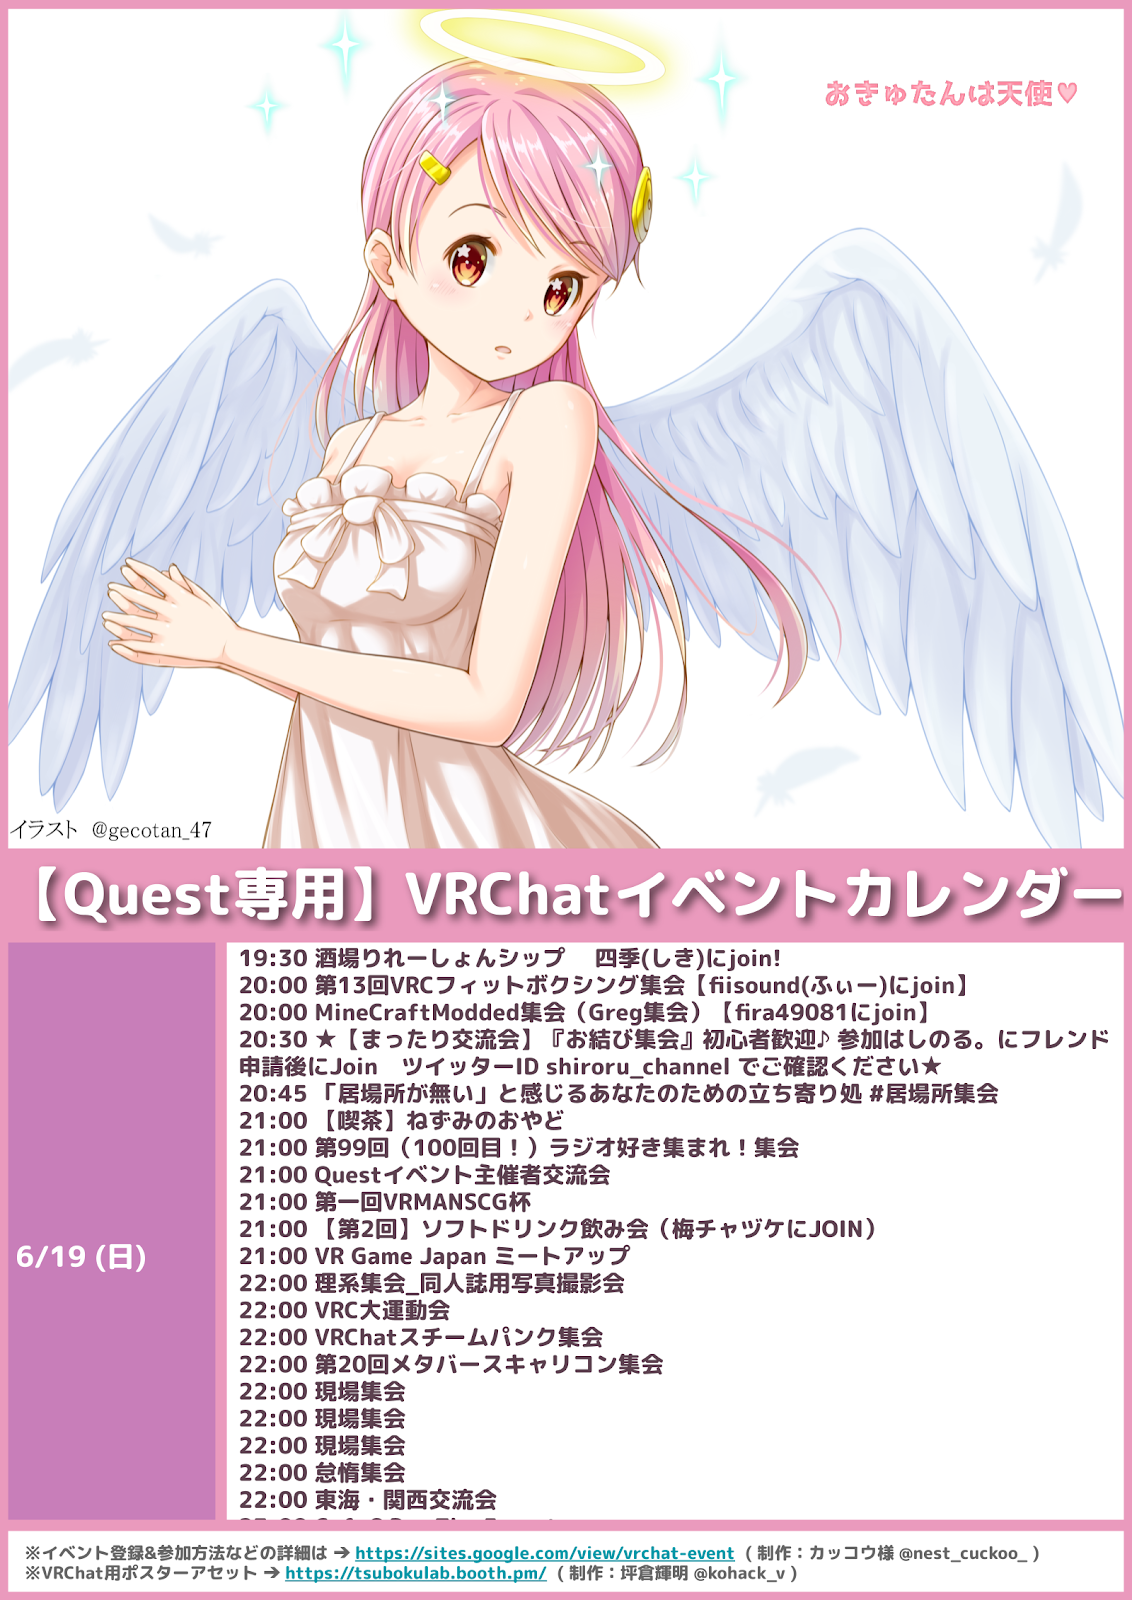 おきゅたんは天使♥
イラスト @gecotan_47
【Quest専用】VRChatイベントカレンダー
6/19 (日)
19:30 酒場りれーしょんシップ　四季(しき)にjoin!
20:00 第13回VRCフィットボクシング集会【fiisound(ふぃー)にjoin】
20:00 MineCraftModded集会（Greg集会）【fira49081にjoin】
20:30 ★【まったり交流会】『お結び集会』初心者歓迎♪ 参加はしのる。にフレンド
申請後にJoin　ツイッターID shiroru_channel でご確認ください★
20:45 「居場所が無い」と感じるあなたのための立ち寄り処 #居場所集会
21:00 【喫茶】ねずみのおやど
21:00 第99回（100回目！）ラジオ好き集まれ！集会
21:00 Questイベント主催者交流会
21:00 第一回VRMANSCG杯
21:00 【第2回】ソフトドリンク飲み会（梅チャヅケにJOIN）
21:00 VR Game Japan ミートアップ
22:00 理系集会_同人誌用写真撮影会
22:00 VRC大運動会
22:00 VRChatスチームパンク集会
22:00 第20回メタバースキャリコン集会
22:00 現場集会
22:00 現場集会
22:00 現場集会
22:00 怠惰集会
22:00 東海・関西交流会
※イベント登録&参加方法などの詳細は ➔ https://sites.google.com/view/vrchat-event ( 制作：カッコウ様 @nest_cuckoo_ )
※VRChat用ポスターアセット ➔ https://tsubokulab.booth.pm/ ( 制作：坪倉輝明 @kohack_v )